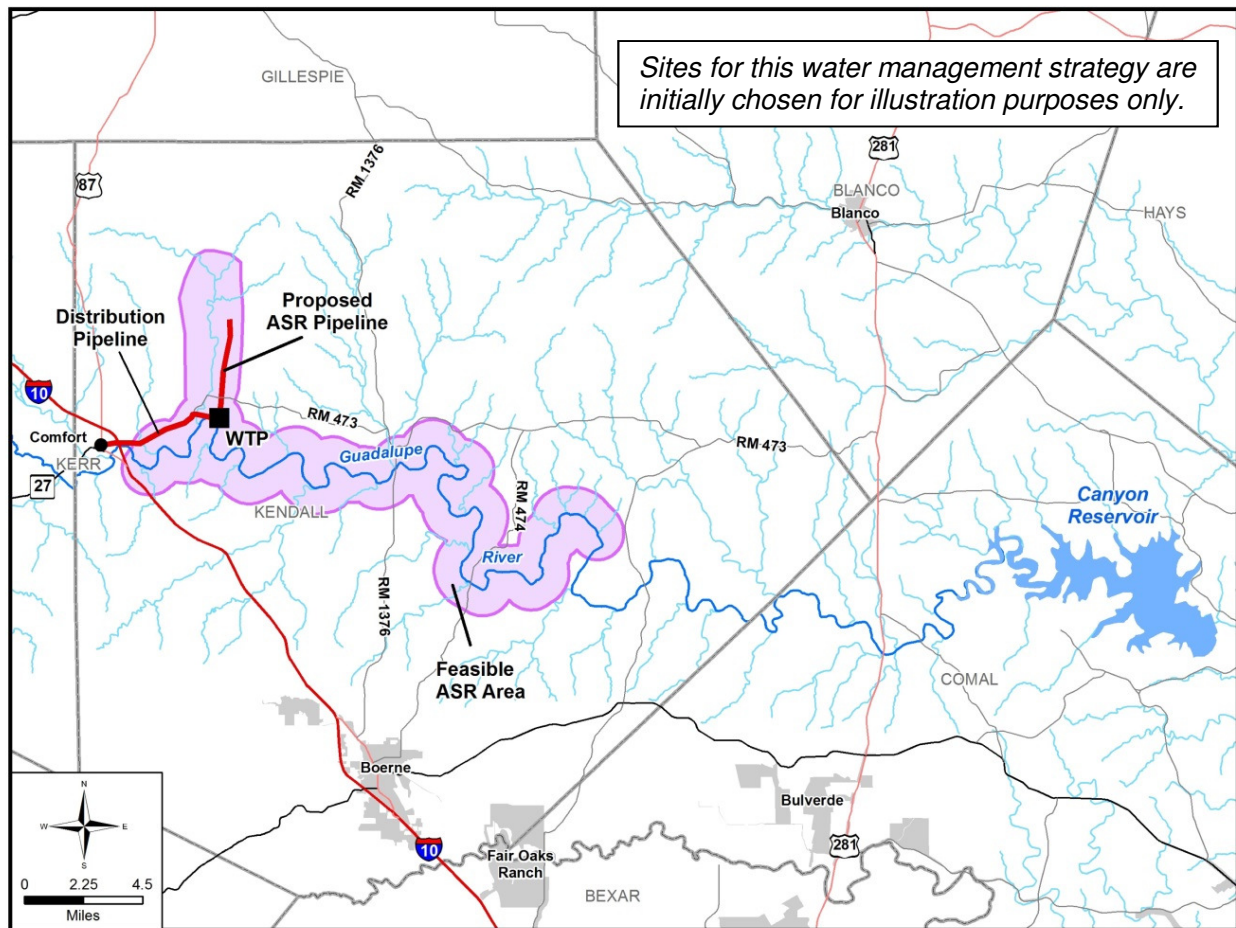 Sites for this water management strategy are
initially chosen for illustration purposes only.
GILLESPIE
RM 1376
281
87
BLANCO
Blanco
HAYS
Proposed
ASR Pipeline
Distribution
Pipeline
10
RM 473
WTP
Comfort
KERR
27
Guadalupe
RM 473
KENDALL
RM 474
River
Canyon
Reservoir
RM 1376
Feasible
ASR Area
COMAL
Boerne
Bulverde
281
10
Fair Oaks
Ranch
BEXAR
N
W
E
S
0 2.25 4.5
Miles